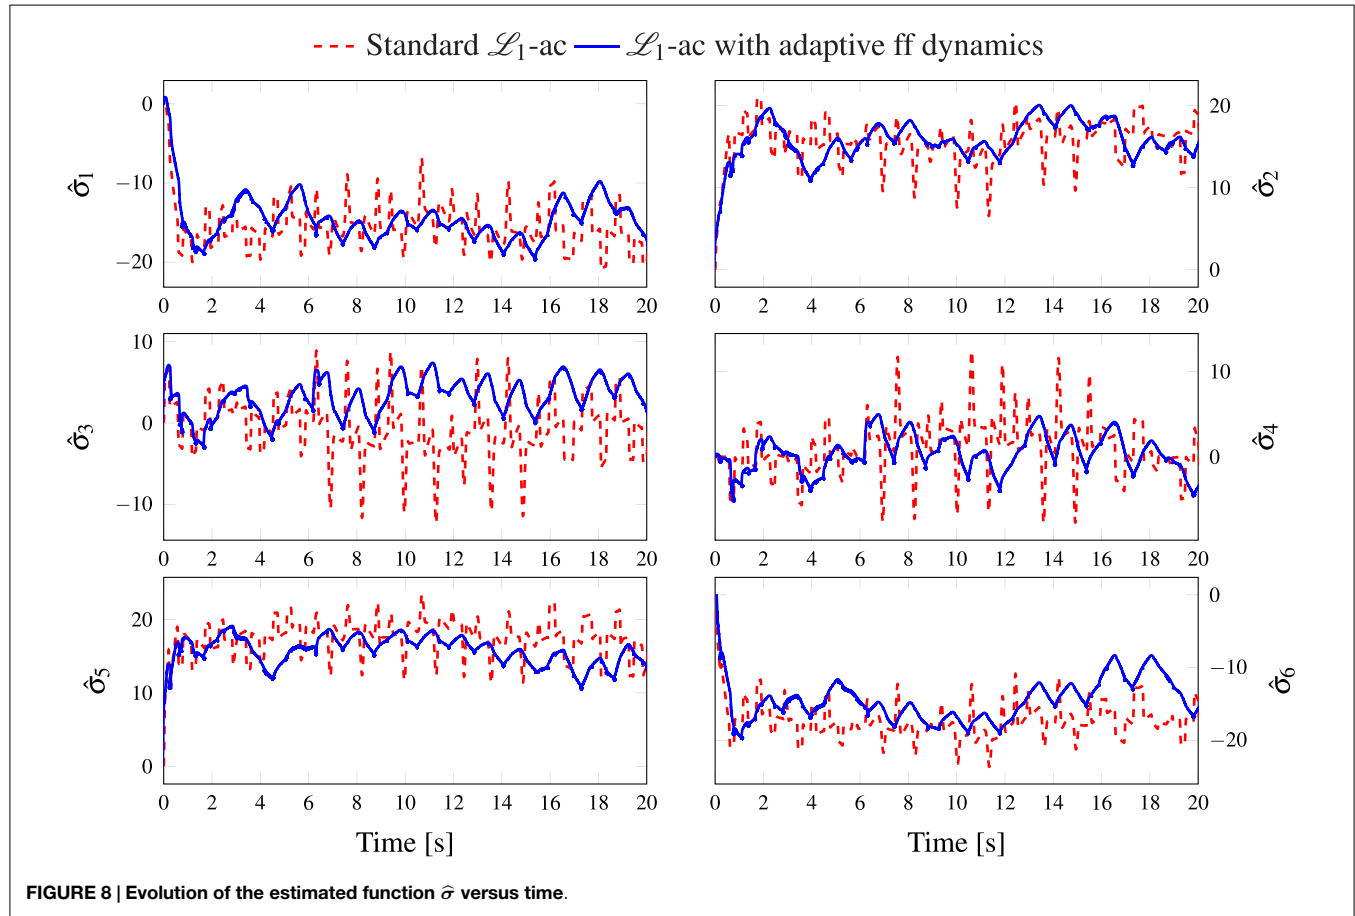 Standard ℒ₁-ac ℒ₁-ac with adaptive ff dynamics
0
−10
−20
σ̂₁
0 2 4 6 8 10 12 14 16 18 20
20
10
0
σ̂₂
0 2 4 6 8 10 12 14 16 18 20
10
0
−10
σ̂₃
0 2 4 6 8 10 12 14 16 18 20
10
0
σ̂₄
0 2 4 6 8 10 12 14 16 18 20
20
10
0
σ̂₅
0 2 4 6 8 10 12 14 16 18 20
Time [s]
0
−10
−20
σ̂₆
0 2 4 6 8 10 12 14 16 18 20
Time [s]
FIGURE 8 | Evolution of the estimated function σ̂ versus time.